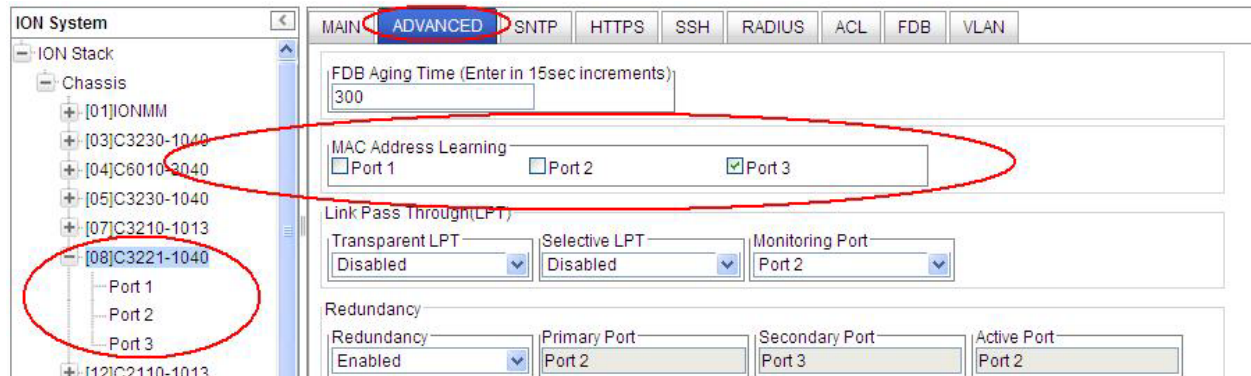 ION System
<
ION Stack
Chassis
[01]IONMM
[03]C3230-1040
[04]C6010-3040
[05]C3230-1040
[07]C3210-1013
[08]C3221-1040
Port 1
Port 2
Port 3
[12]C2110-1013
MAIN ADVANCED SNTP HTTPS SSH RADIUS ACL FDB VLAN
FDB Aging Time (Enter in 15sec increments)
300
MAC Address Learning
Port 1 Port 2 Port 3
Link Pass Through(LPT)
Transparent LPT Selective LPT Monitoring Port
Disabled Disabled Port 2
Redundancy
Redundancy Primary Port Secondary Port Active Port
Enabled Port 2 Port 3 Port 2